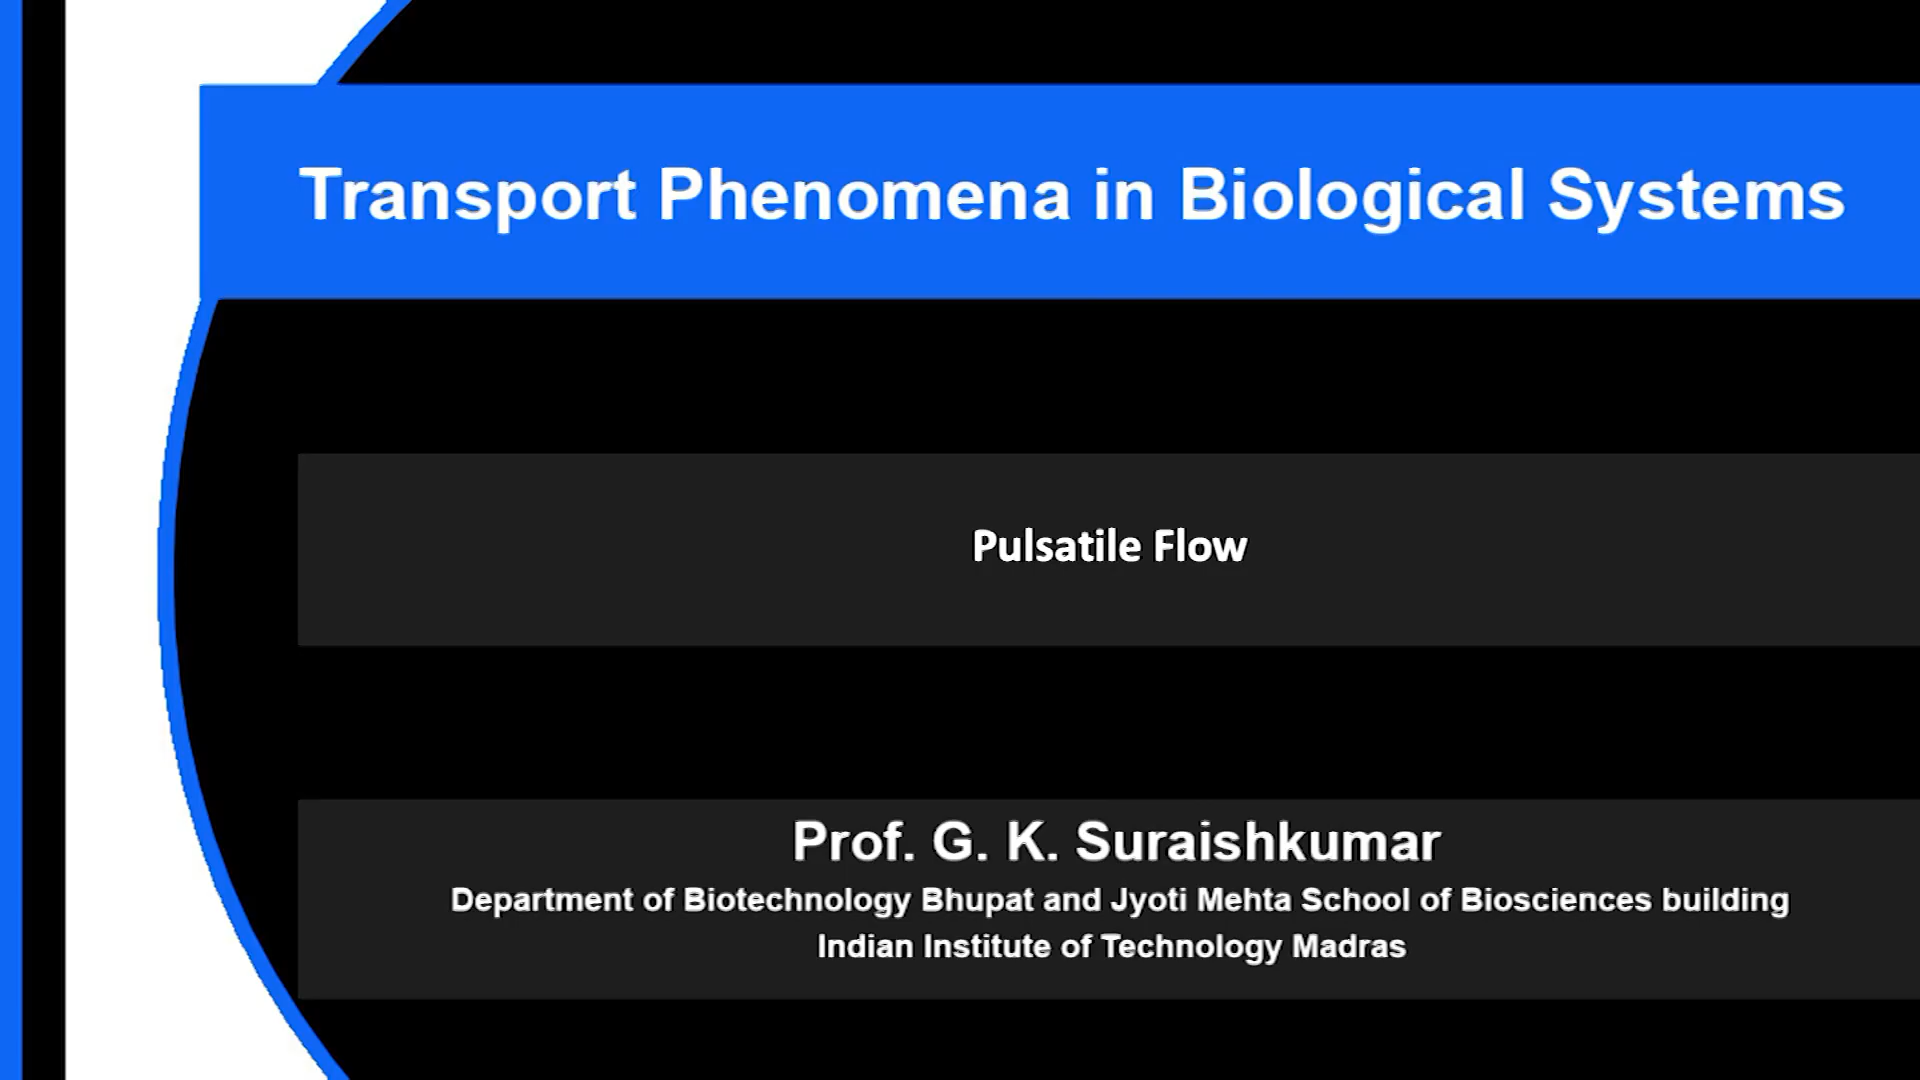 Transport Phenomena in Biological Systems
Pulsatile Flow
Prof. G. K. Suraishkumar
Department of Biotechnology Bhupat and Jyoti Mehta School of Biosciences building
Indian Institute of Technology Madras